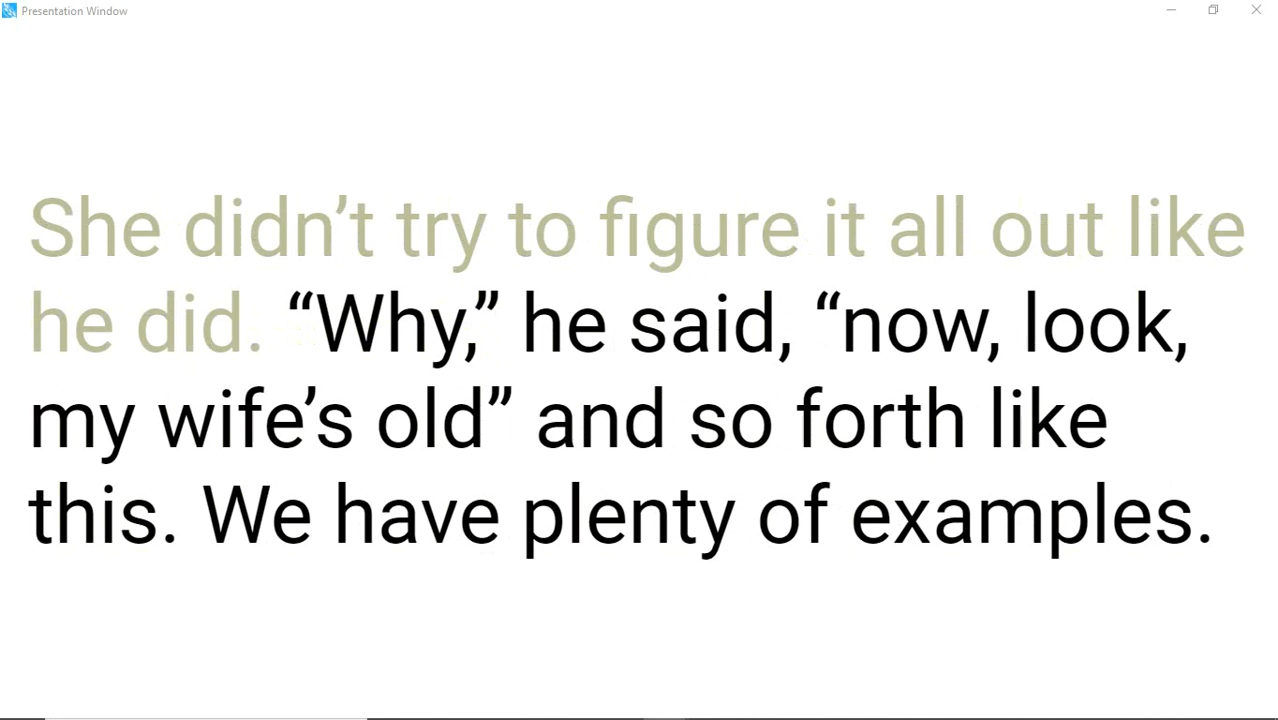 Presentation Window
She didn’t try to figure it all out like
he did. “Why,” he said, “now, look,
my wife’s old” and so forth like
this. We have plenty of examples.